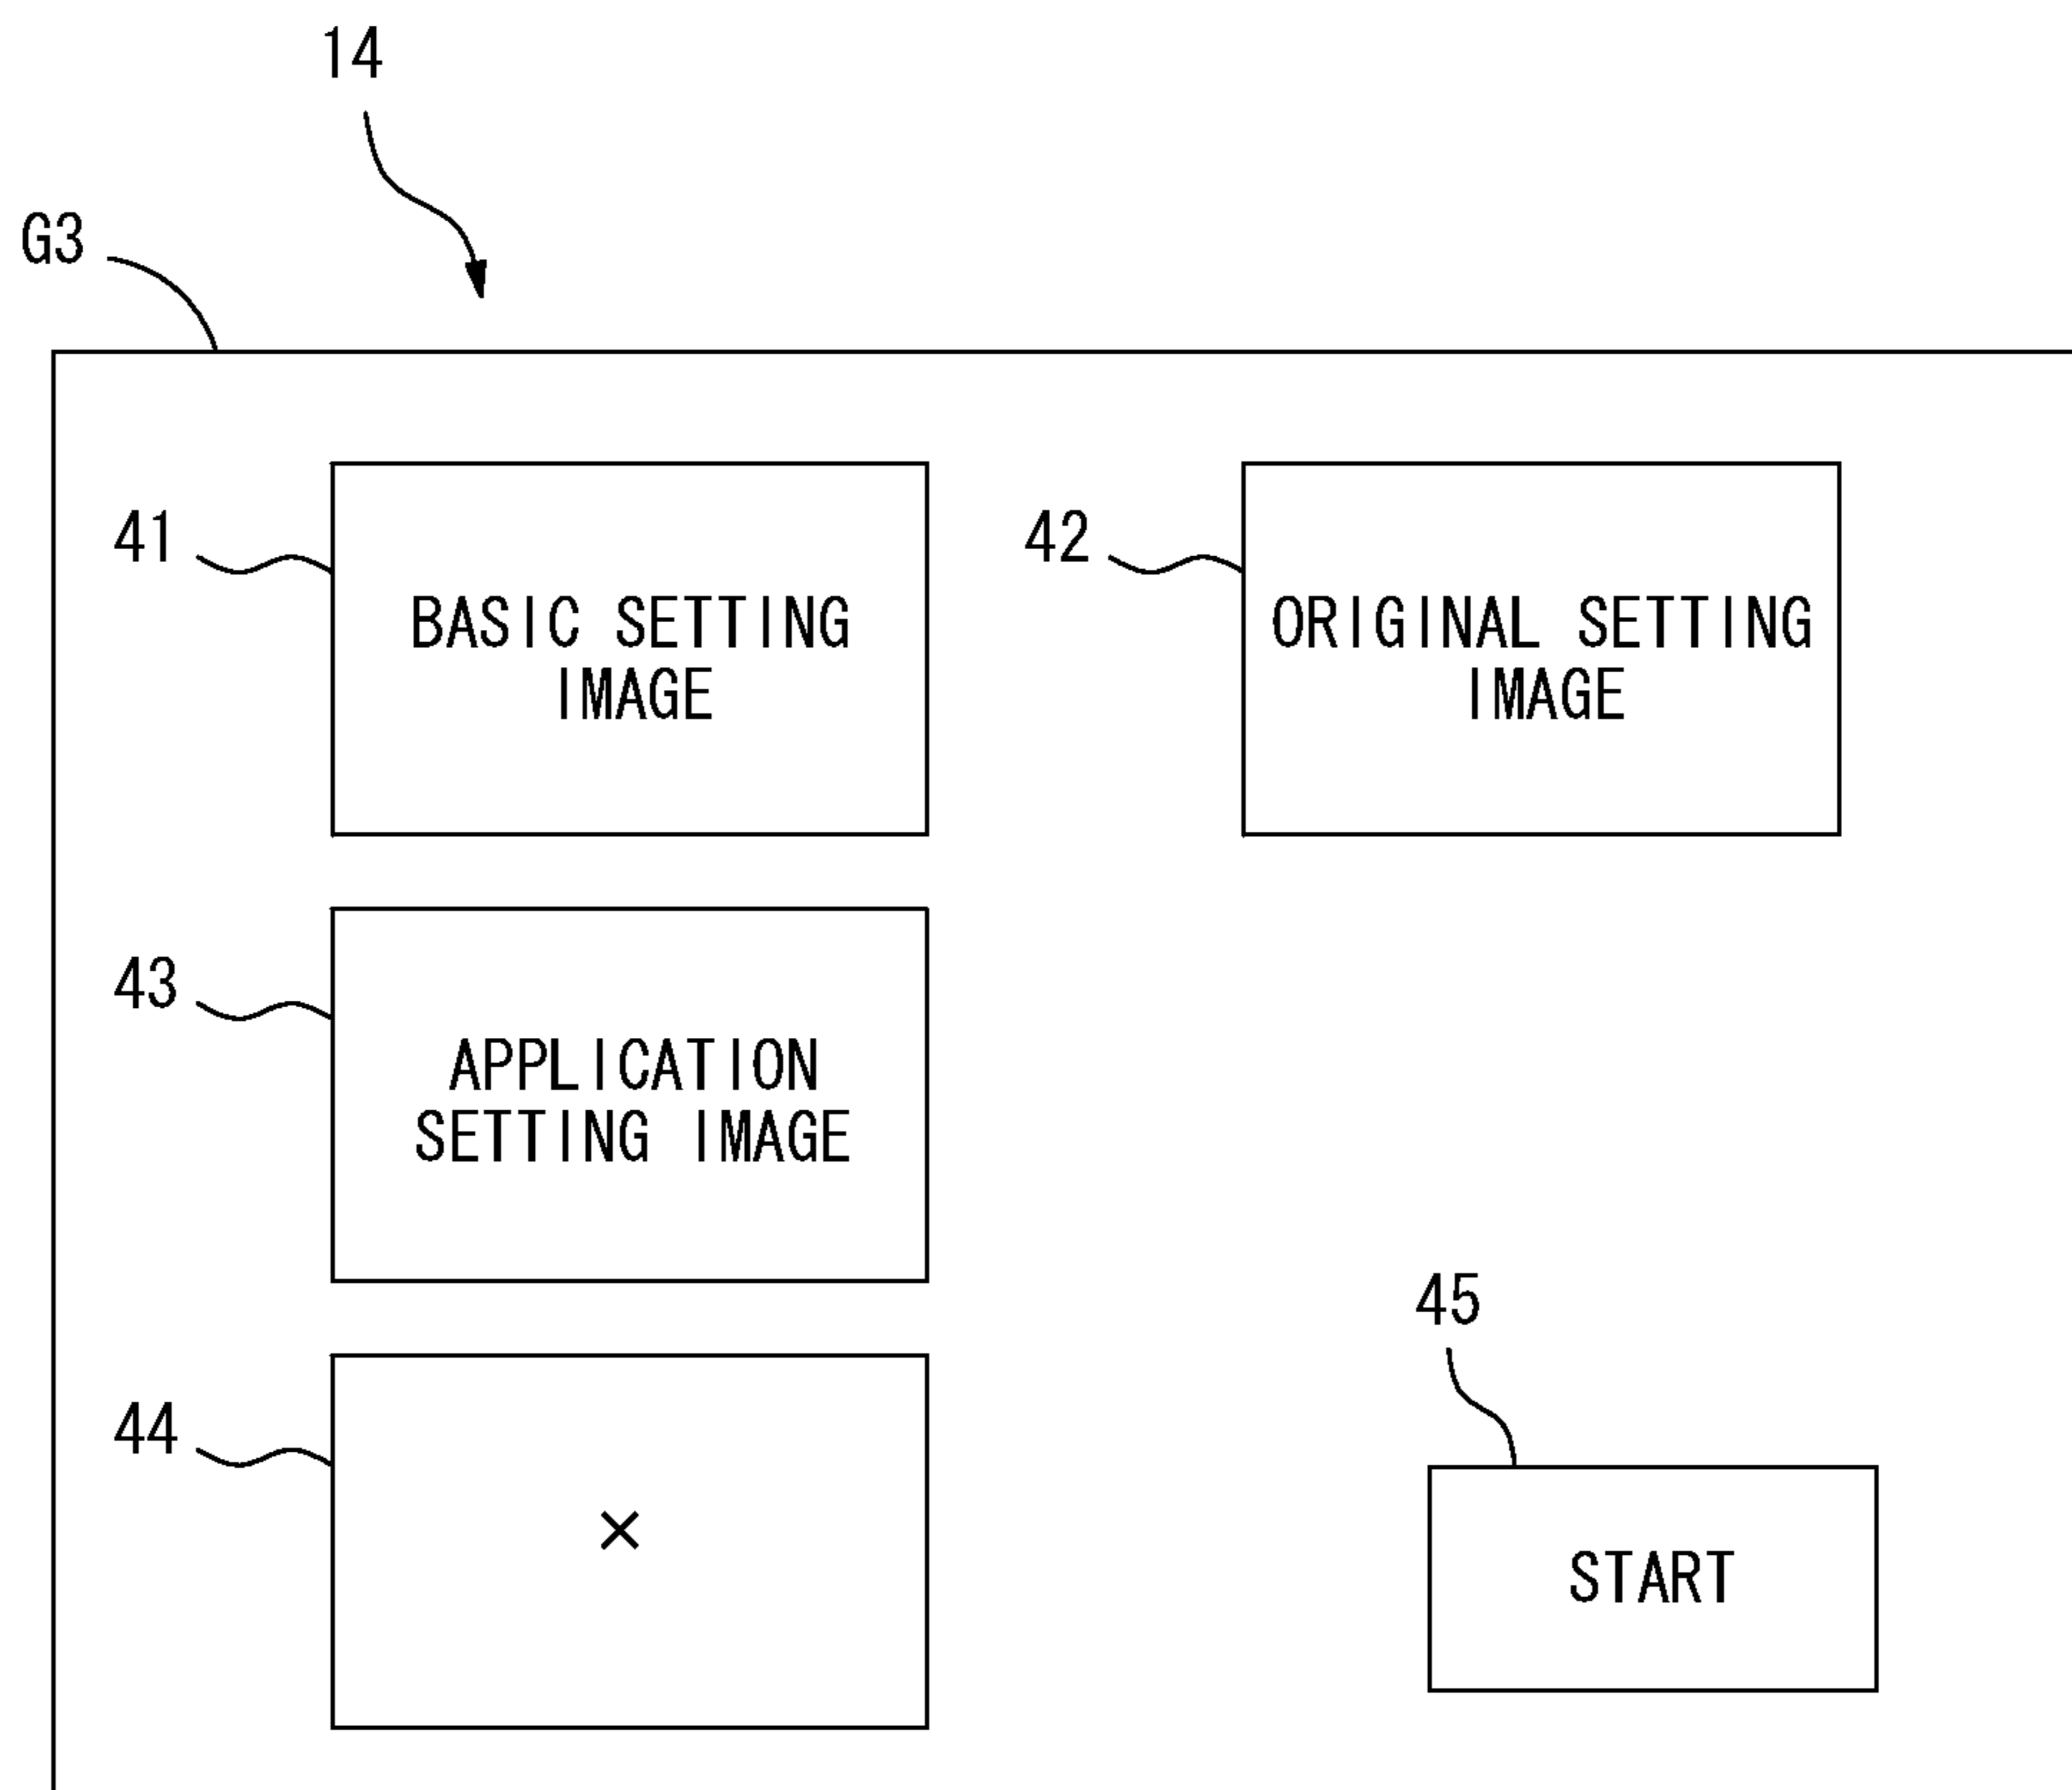 14
G3
41
BASIC SETTING
IMAGE
42
ORIGINAL SETTING
IMAGE
43
APPLICATION
SETTING IMAGE
44
×
45
START